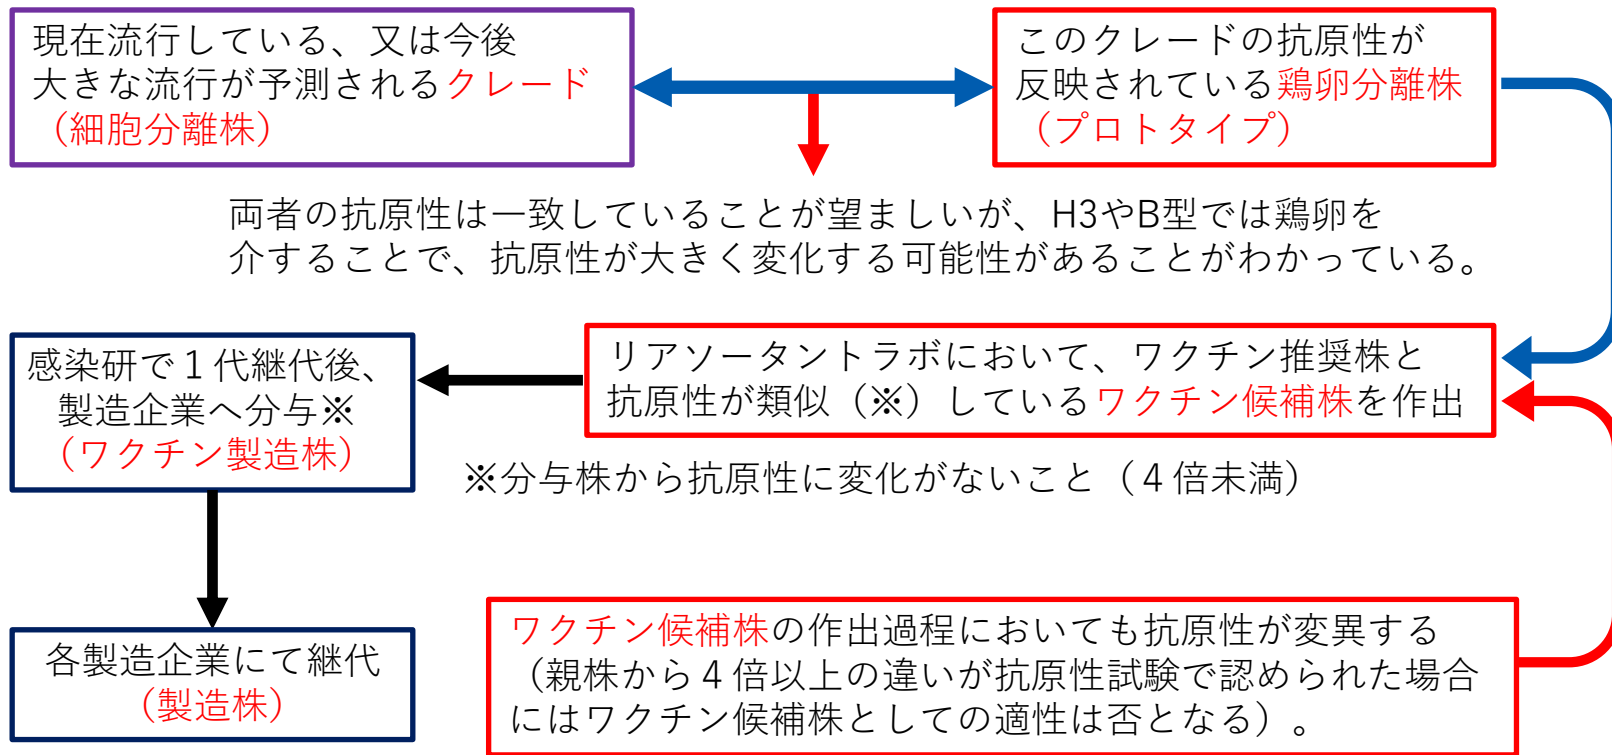 現在流行している、又は今後
大きな流行が予測されるクレード
（細胞分離株）
このクレードの抗原性が
反映されている鶏卵分離株
（プロトタイプ）
両者の抗原性は一致していることが望ましいが、H3やB型では鶏卵を
介することで、抗原性が大きく変化する可能性があることがわかっている。
感染研で１代継代後、
製造企業へ分与※
（ワクチン製造株）
リアソータントラボにおいて、ワクチン推奨株と
抗原性が類似（※）しているワクチン候補株を作出
※分与株から抗原性に変化がないこと（４倍未満）
各製造企業にて継代
（製造株）
ワクチン候補株の作出過程においても抗原性が変異する
（親株から４倍以上の違いが抗原性試験で認められた場合
にはワクチン候補株としての適性は否となる）。